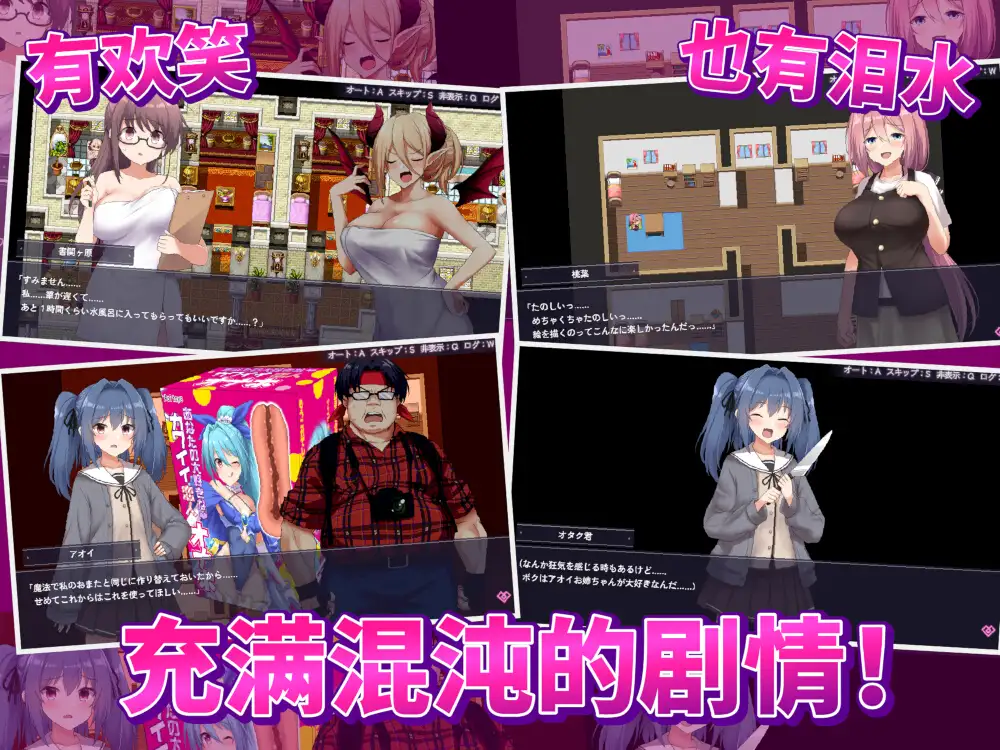 有欢笑
也有泪水
オート:A スキップ:S 非表示:Q ログ
書聞ヶ原
「すみません……
私……筆が遅くて……
あと1時間くらい水風呂に入ってもらってもいいですか……?」
桃葉
「たのしいっ……
めちゃくちゃたのしいっ……
絵を描くのってこんなに楽しかったんだっ……」
オート:A スキップ:S 非表示:Q ログ:W
アオイ
「魔法で私のおまたと同じに作り替えておいたから……
せめてこれからはこれを使ってほしい……」
オート:A スキップ:S 非表示:Q ログ:W
オタク君
(なんか狂気を感じる時もあるけど……
ボクはアオイお姉ちゃんが大好きなんだ……)
充满混沌的剧情!